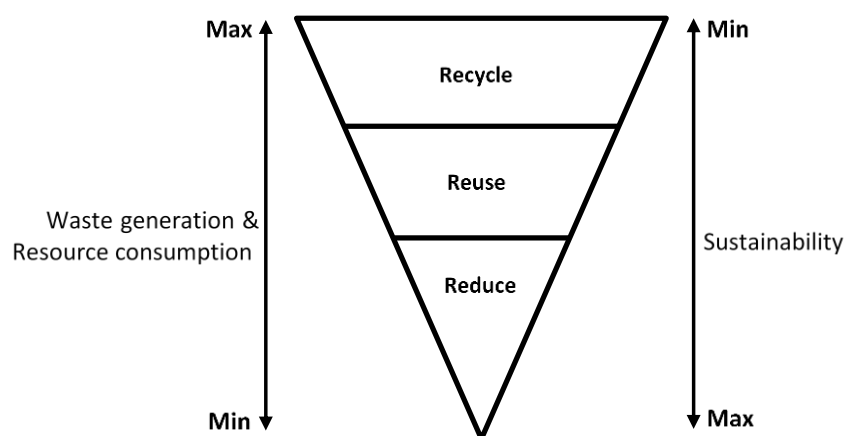 Max
Min
Recycle
Reuse
Waste generation &
Resource consumption
Sustainability
Reduce
Min
Max